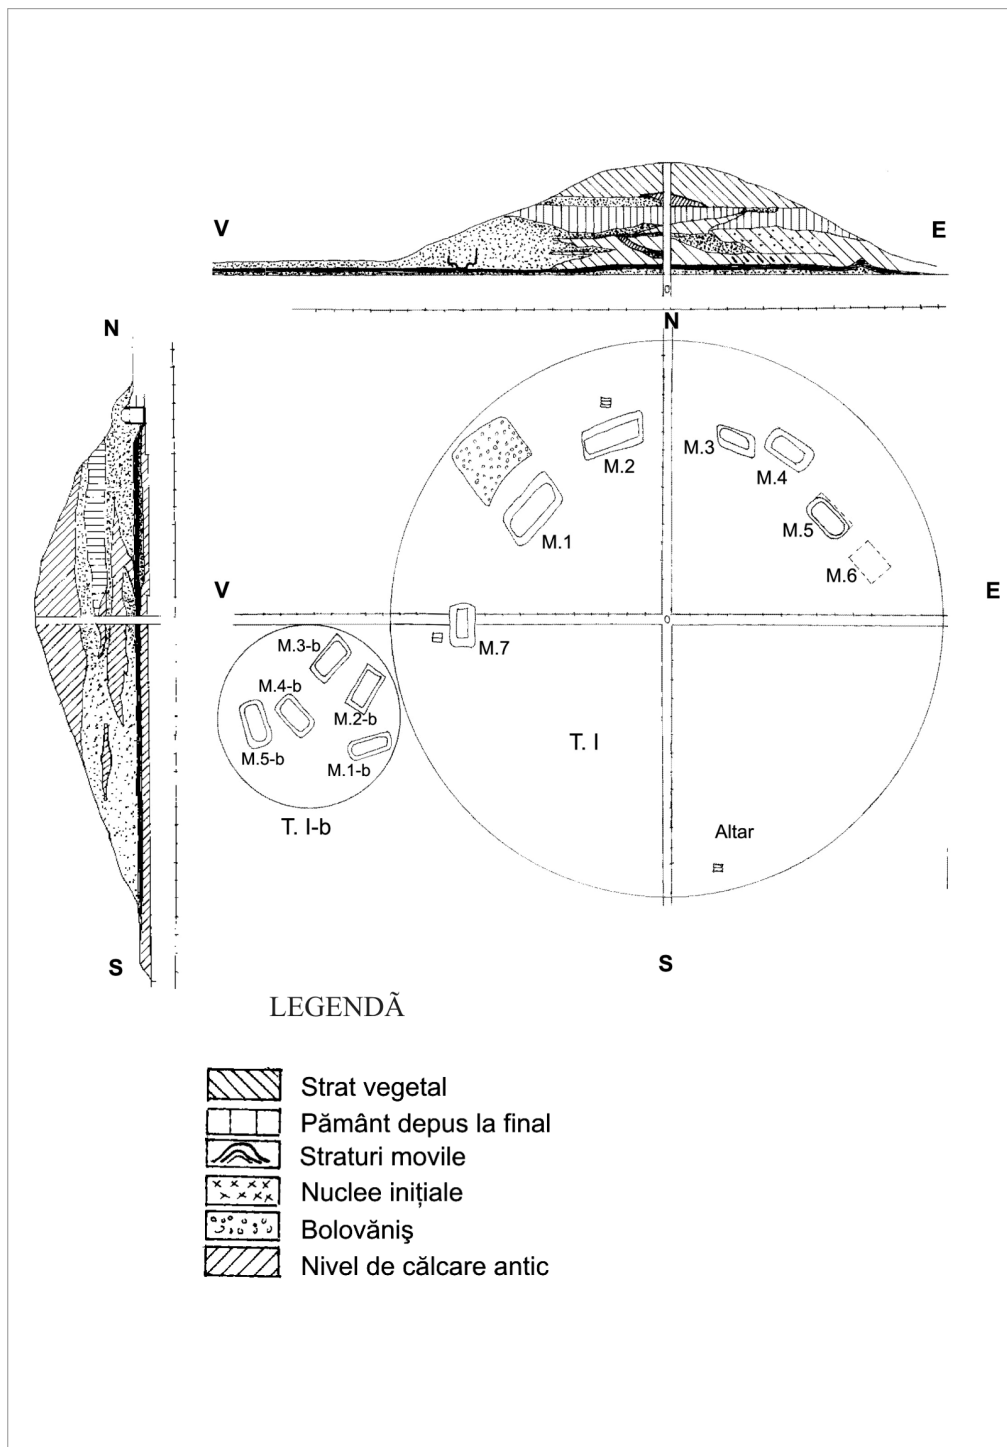 V
E
N
N
M.3
M.2
M.4
M.1
M.5
M.6
V
E
M.7
M.3-b
M.4-b
M.2-b
M.5-b
M.1-b
T. I
T. I-b
Altar
S
S
LEGENDÃ
Strat vegetal
Pământ depus la final
Straturi movile
Nuclee inițiale
Bolovăniş
Nivel de călcare antic